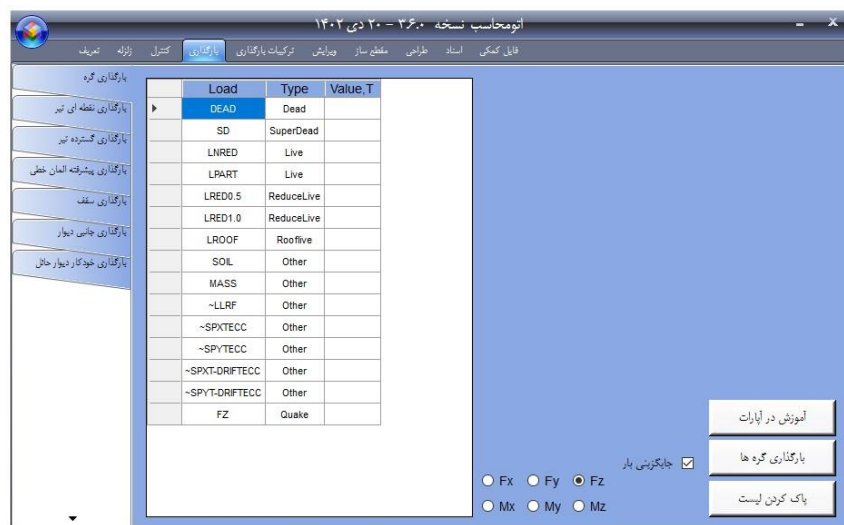 اتومحاسب نسخه ۳.۶.۰ - ۲۰ دی ۱۴۰۲
تعریف زلزله کنترل بارگذاری ترکیبات بارگذاری ویرایش مقطع ساز طراحی اسناد فایل کمکی
بارگذاری گره
بارگذاری نقطه ای تیر
بارگذاری گسترده تیر
بارگذاری پیشرفته المان خطی
بارگذاری سقف
بارگذاری جانبی دیوار
بارگذاری خودکار دیوار حائل
Load Type Value,T
DEAD Dead
SD SuperDead
LNRED Live
LPART Live
LRED0.5 ReduceLive
LRED1.0 ReduceLive
LROOF Rooflive
SOIL Other
MASS Other
~LLRF Other
~SPXTECC Other
~SPYTECC Other
~SPXT-DRIFTECC Other
~SPYT-DRIFTECC Other
FZ Quake
آموزش در آپارات
بارگذاری گره ها
جایگزینی بار
Fx Fy Fz
Mx My Mz
پاک کردن لیست